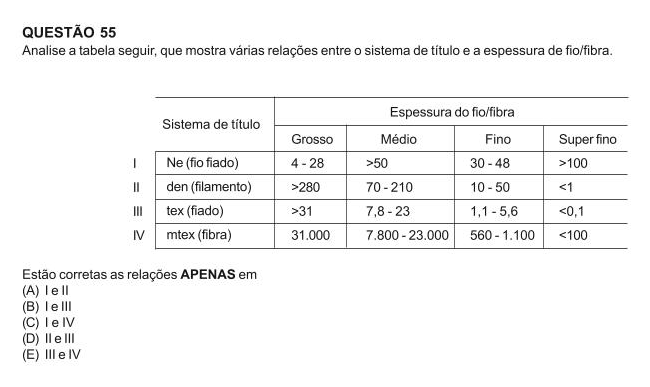 QUESTÃO 55
Analise a tabela seguir, que mostra várias relações entre o sistema de título e a espessura de fio/fibra.
Sistema de título Espessura do fio/fibra
Grosso Médio Fino Super fino
I Ne (fio fiado) 4 - 28 >50 30 - 48 >100
II den (filamento) >280 70 - 210 10 - 50 <1
III tex (fiado) >31 7,8 - 23 1,1 - 5,6 <0,1
IV mtex (fibra) 31.000 7.800 - 23.000 560 - 1.100 <100
Estão corretas as relações APENAS em
(A) I e II
(B) I e III
(C) I e IV
(D) II e III
(E) III e IV